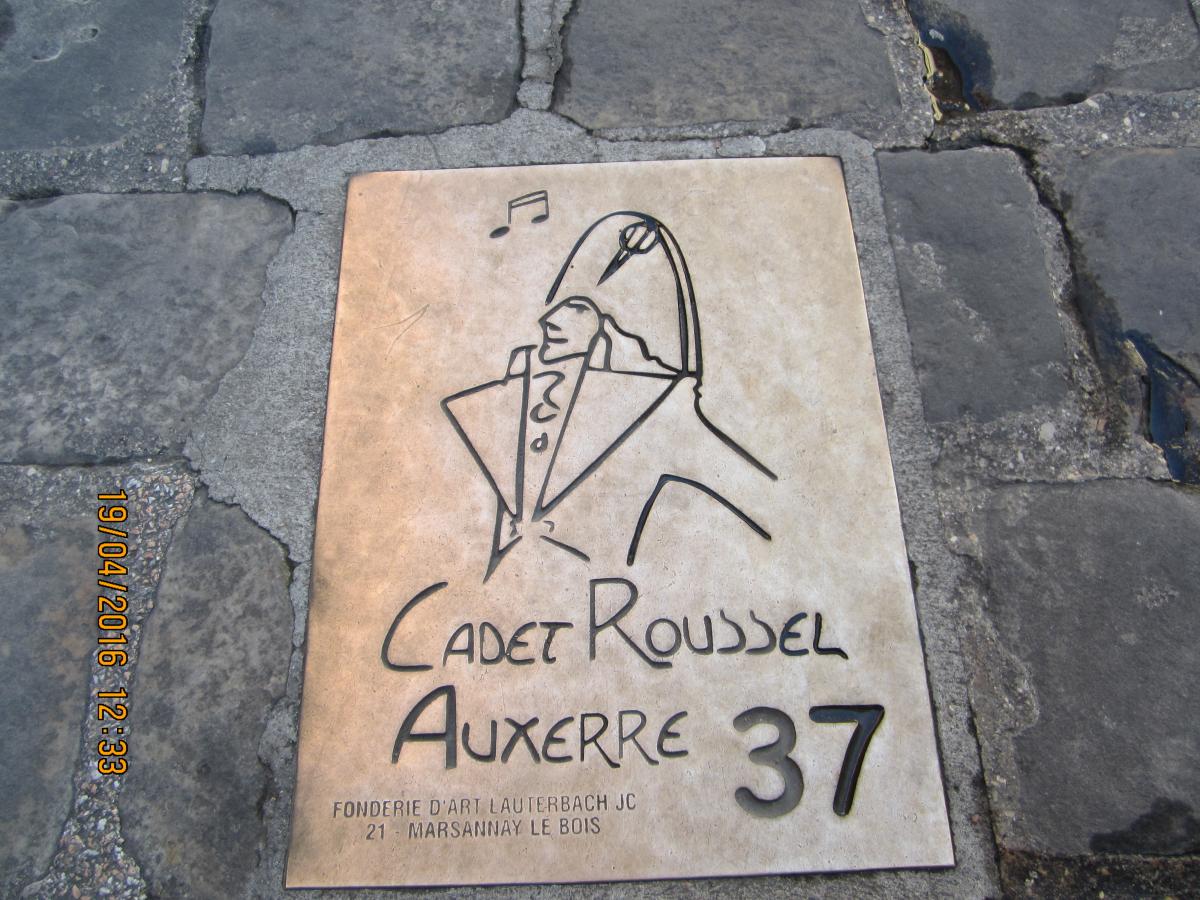 CADET ROUSSEL
AUXERRE 37
FONDERIE D'ART LAUTERBACH JC
21 - MARSANNAY LE BOIS
19/04/2016 12:33